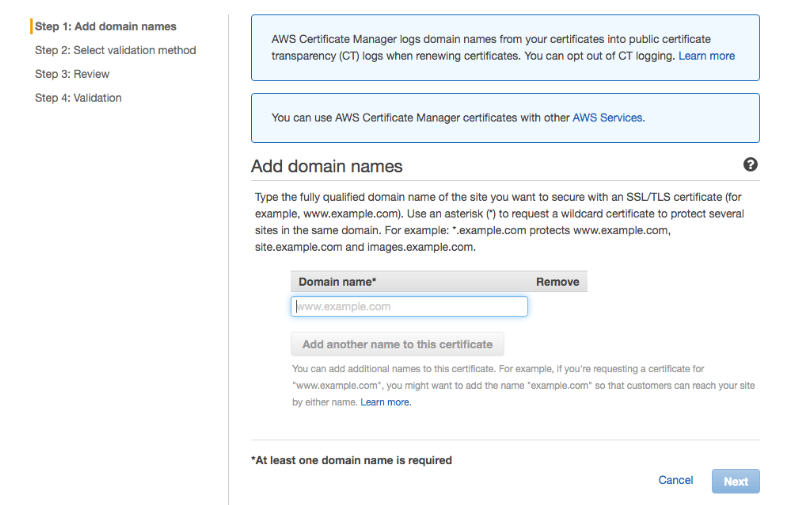 Step 1: Add domain names
Step 2: Select validation method
Step 3: Review
Step 4: Validation
AWS Certificate Manager logs domain names from your certificates into public certificate
transparency (CT) logs when renewing certificates. You can opt out of CT logging. Learn more
You can use AWS Certificate Manager certificates with other AWS Services.
Add domain names
?
Type the fully qualified domain name of the site you want to secure with an SSL/TLS certificate (for
example, www.example.com). Use an asterisk (*) to request a wildcard certificate to protect several
sites in the same domain. For example: *.example.com protects www.example.com,
site.example.com and images.example.com.
Domain name* Remove
www.example.com
Add another name to this certificate
You can add additional names to this certificate. For example, if you're requesting a certificate for
"www.example.com", you might want to add the name "example.com" so that customers can reach your site
by either name. Learn more.
*At least one domain name is required
Cancel Next